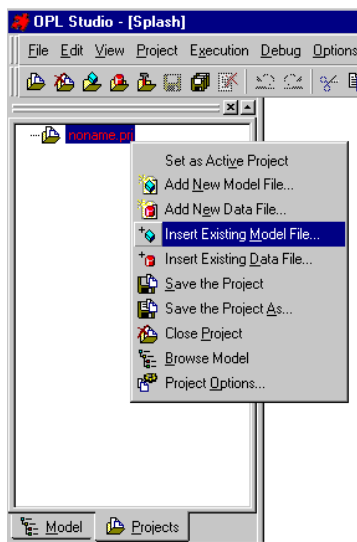 OPL Studio - [Splash]
File Edit View Project Execution Debug Options
noname.prj
Set as Active Project
Add New Model File...
Add New Data File...
Insert Existing Model File...
Insert Existing Data File...
Save the Project
Save the Project As...
Close Project
Browse Model
Project Options...
Model Projects